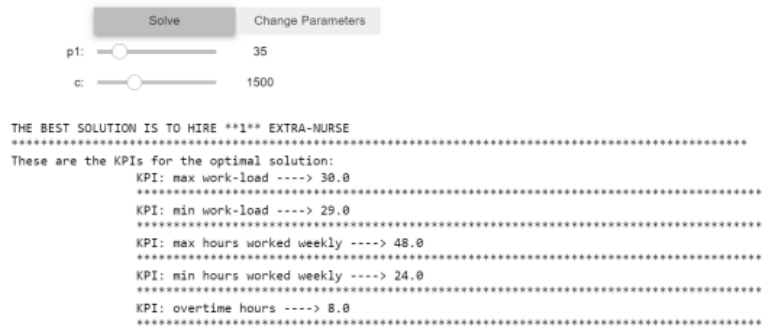 Solve Change Parameters
p1: 35
c: 1500
THE BEST SOLUTION IS TO HIRE **1** EXTRA-NURSE
****************************************************************************************************
These are the KPIs for the optimal solution:
KPI: max work-load ----> 30.0
*************************************************************************************
KPI: min work-load ----> 29.0
*************************************************************************************
KPI: max hours worked weekly ----> 48.0
*************************************************************************************
KPI: min hours worked weekly ----> 24.0
*************************************************************************************
KPI: overtime hours ----> 8.0
*************************************************************************************